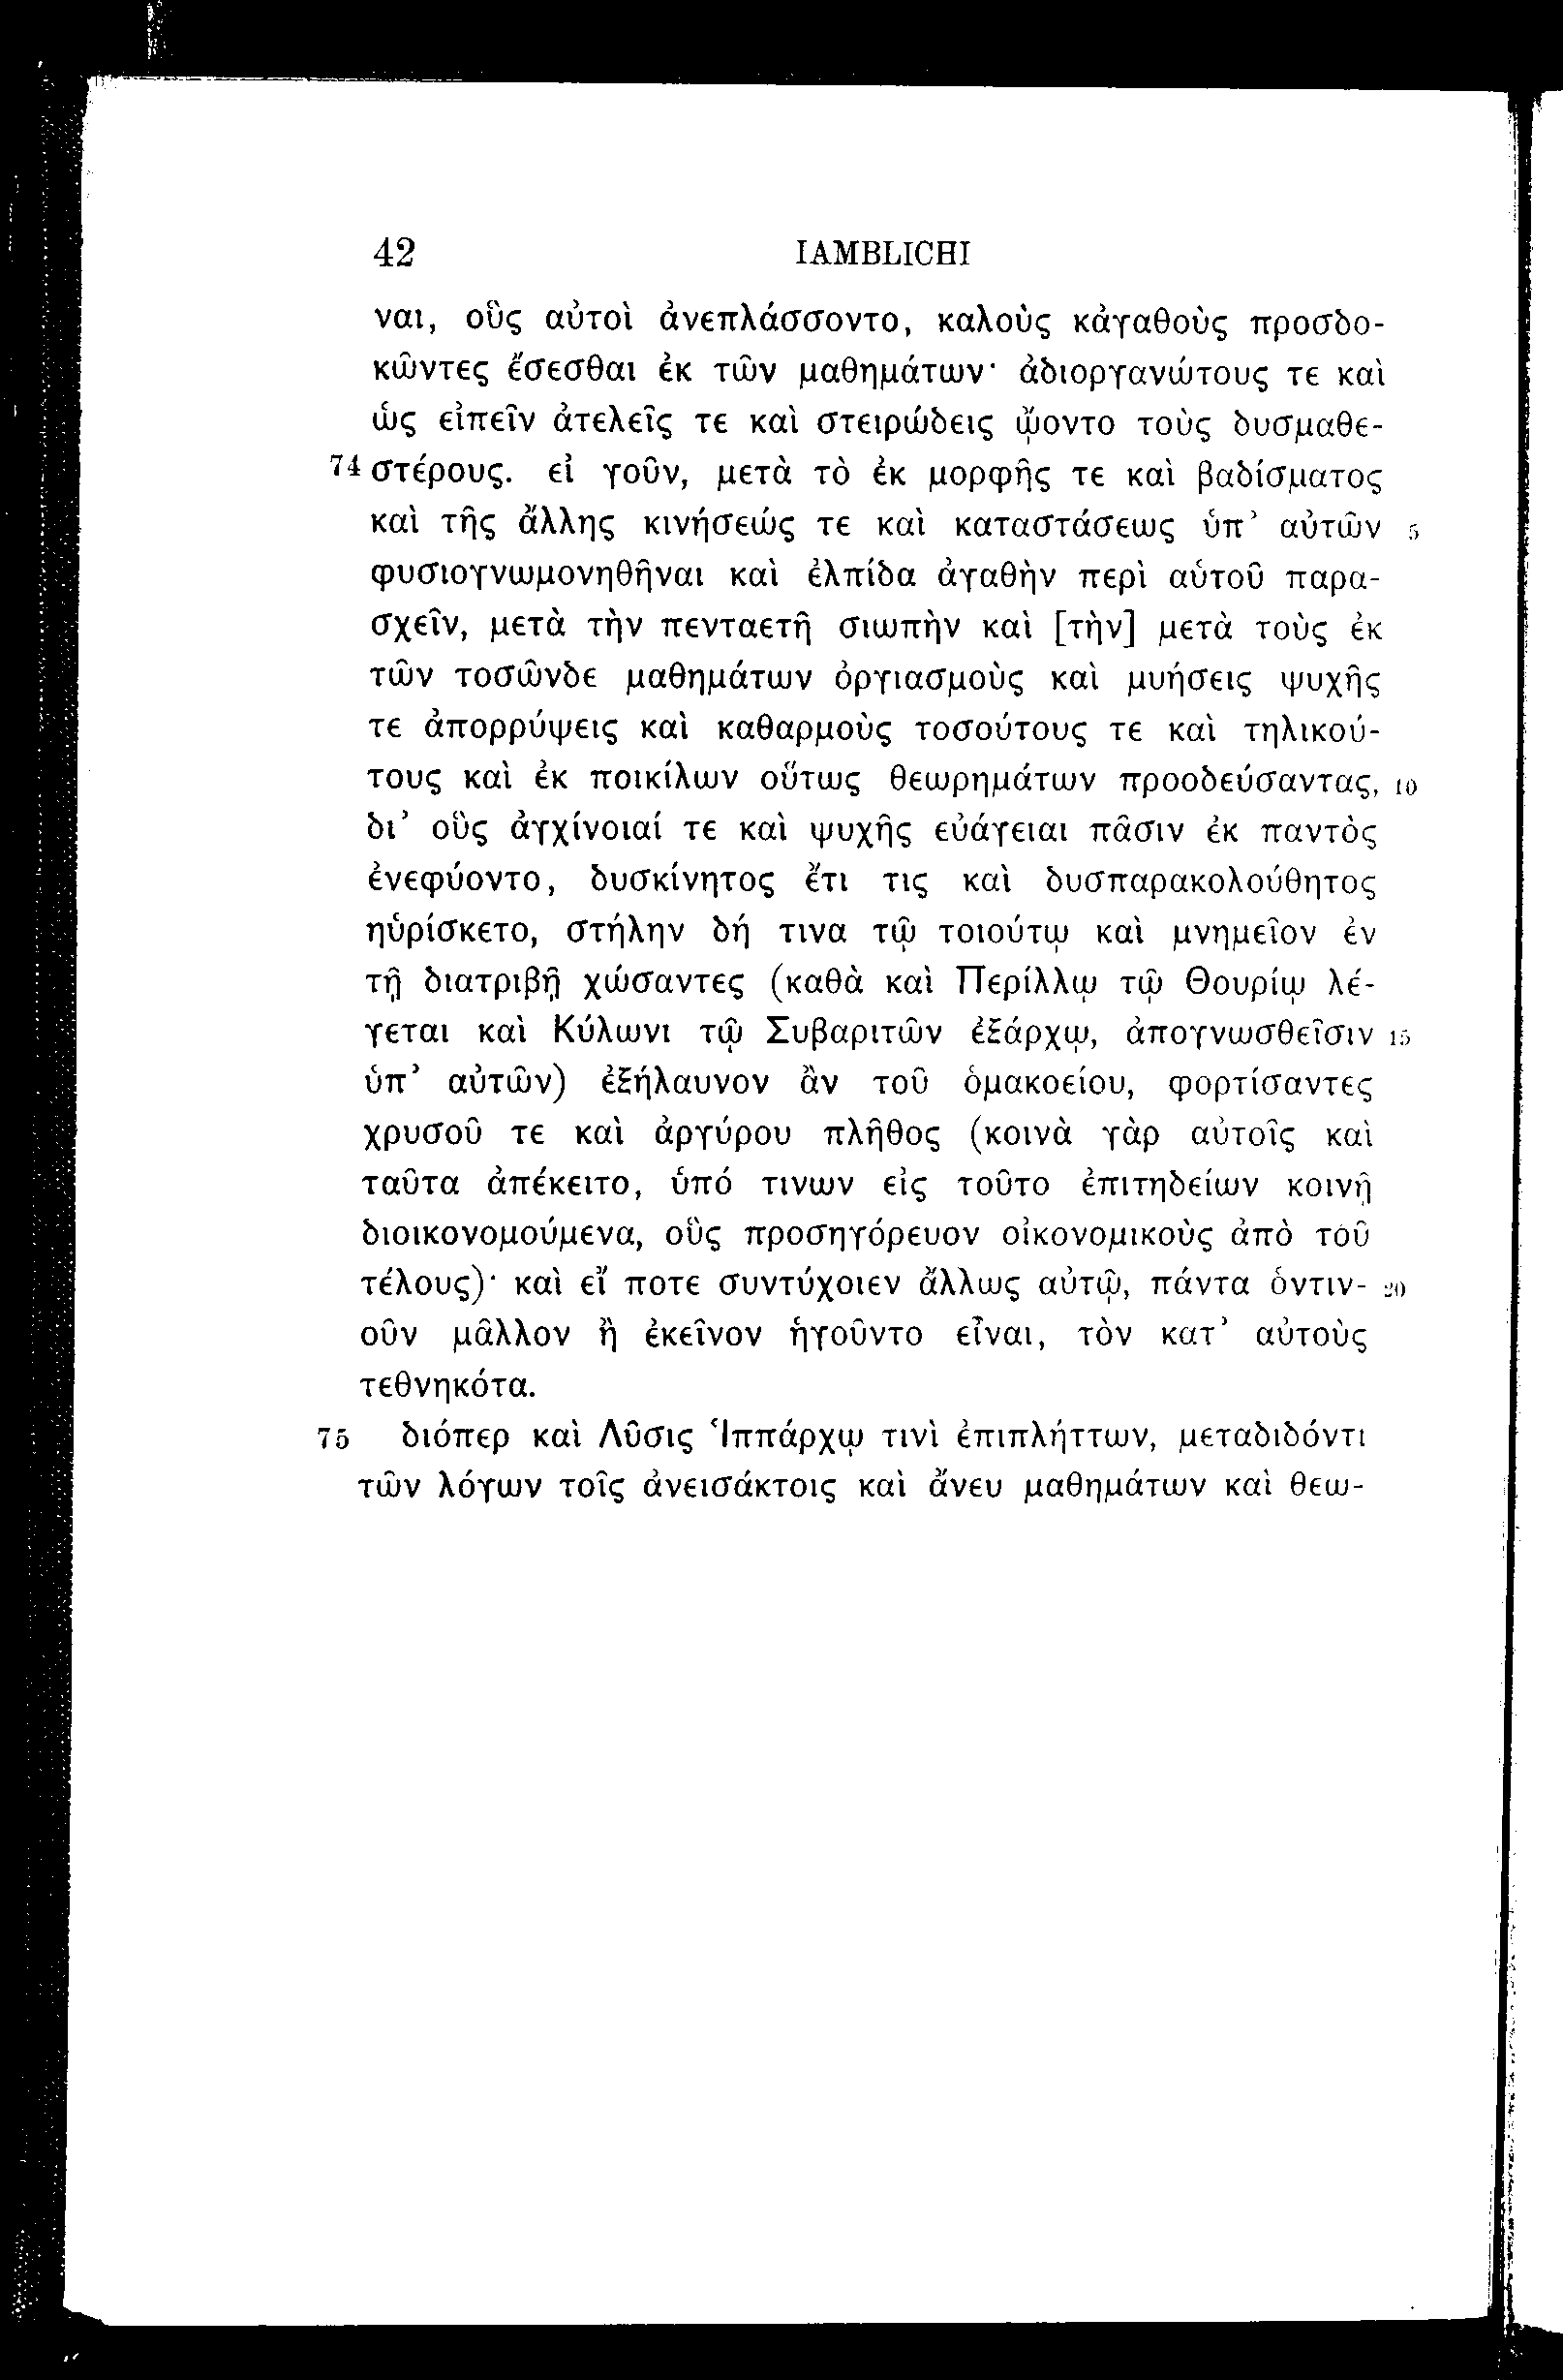 42 IAMBLICHI
ναι, οὓς αὐτοὶ ἀνεπλάσσοντο, καλοὺς κἀγαθοὺς προσδο-
κῶντες ἔσεσθαι ἐκ τῶν μαθημάτων· ἀδιοργανώτους τε καὶ
ὡς εἰπεῖν ἀτελεῖς τε καὶ στειρώδεις ᾤοντο τοὺς δυσμαθε-
74 στέρους. εἰ γοῦν, μετὰ τὸ ἐκ μορφῆς τε καὶ βαδίσματος
καὶ τῆς ἄλλης κινήσεώς τε καὶ καταστάσεως ὑπ’ αὐτῶν 5
φυσιογνωμονηθῆναι καὶ ἐλπίδα ἀγαθὴν περὶ αὑτοῦ παρα-
σχεῖν, μετὰ τὴν πενταετῆ σιωπὴν καὶ [τὴν] μετὰ τοὺς ἐκ
τῶν τοσῶνδε μαθημάτων ὀργιασμοὺς καὶ μυήσεις ψυχῆς
τε ἀπορρύψεις καὶ καθαρμοὺς τοσούτους τε καὶ τηλικού-
τους καὶ ἐκ ποικίλων οὕτως θεωρημάτων προοδεύσαντας, 10
δι’ οὓς ἀγχίνοιαί τε καὶ ψυχῆς εὐάγειαι πᾶσιν ἐκ παντὸς
ἐνεφύοντο, δυσκίνητος ἔτι τις καὶ δυσπαρακολούθητος
ηὑρίσκετο, στήλην δή τινα τῷ τοιούτῳ καὶ μνημεῖον ἐν
τῇ διατριβῇ χώσαντες (καθὰ καὶ Περίλλῳ τῷ Θουρίῳ λέ-
γεται καὶ Κύλωνι τῷ Συβαριτῶν ἐξάρχῳ, ἀπογνωσθεῖσιν 15
ὑπ’ αὐτῶν) ἐξήλαυνον ἂν τοῦ ὁμακοείου, φορτίσαντες
χρυσοῦ τε καὶ ἀργύρου πλῆθος (κοινὰ γὰρ αὐτοῖς καὶ
ταῦτα ἀπέκειτο, ὑπό τινων εἰς τοῦτο ἐπιτηδείων κοινῇ
διοικονομούμενα, οὓς προσηγόρευον οἰκονομικοὺς ἀπὸ τοῦ
τέλους)· καὶ εἴ ποτε συντύχοιεν ἄλλως αὐτῷ, πάντα ὁντιν- 20
οῦν μᾶλλον ἢ ἐκεῖνον ἡγοῦντο εἶναι, τὸν κατ’ αὐτοὺς
τεθνηκότα.
75 διόπερ καὶ Λῦσις Ἱππάρχῳ τινὶ ἐπιπλήττων, μεταδιδόντι
τῶν λόγων τοῖς ἀνεισάκτοις καὶ ἄνευ μαθημάτων καὶ θεω-